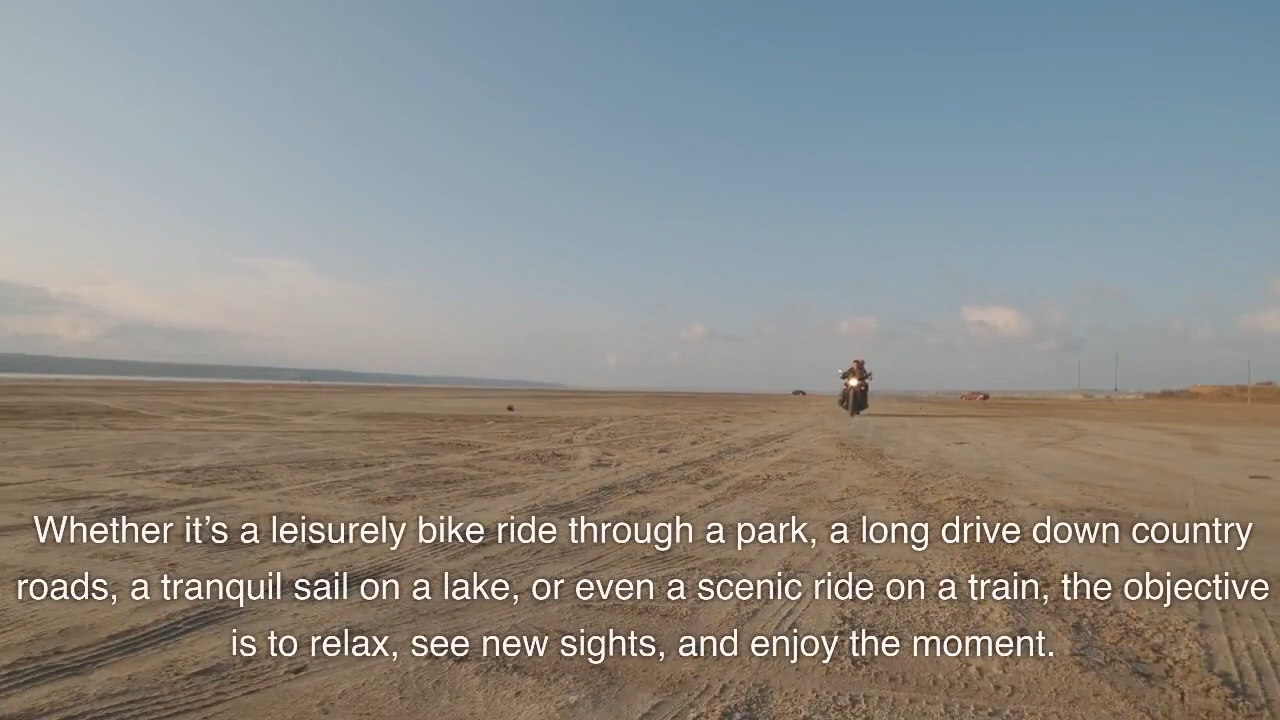 Whether it’s a leisurely bike ride through a park, a long drive down country
roads, a tranquil sail on a lake, or even a scenic ride on a train, the objective
is to relax, see new sights, and enjoy the moment.